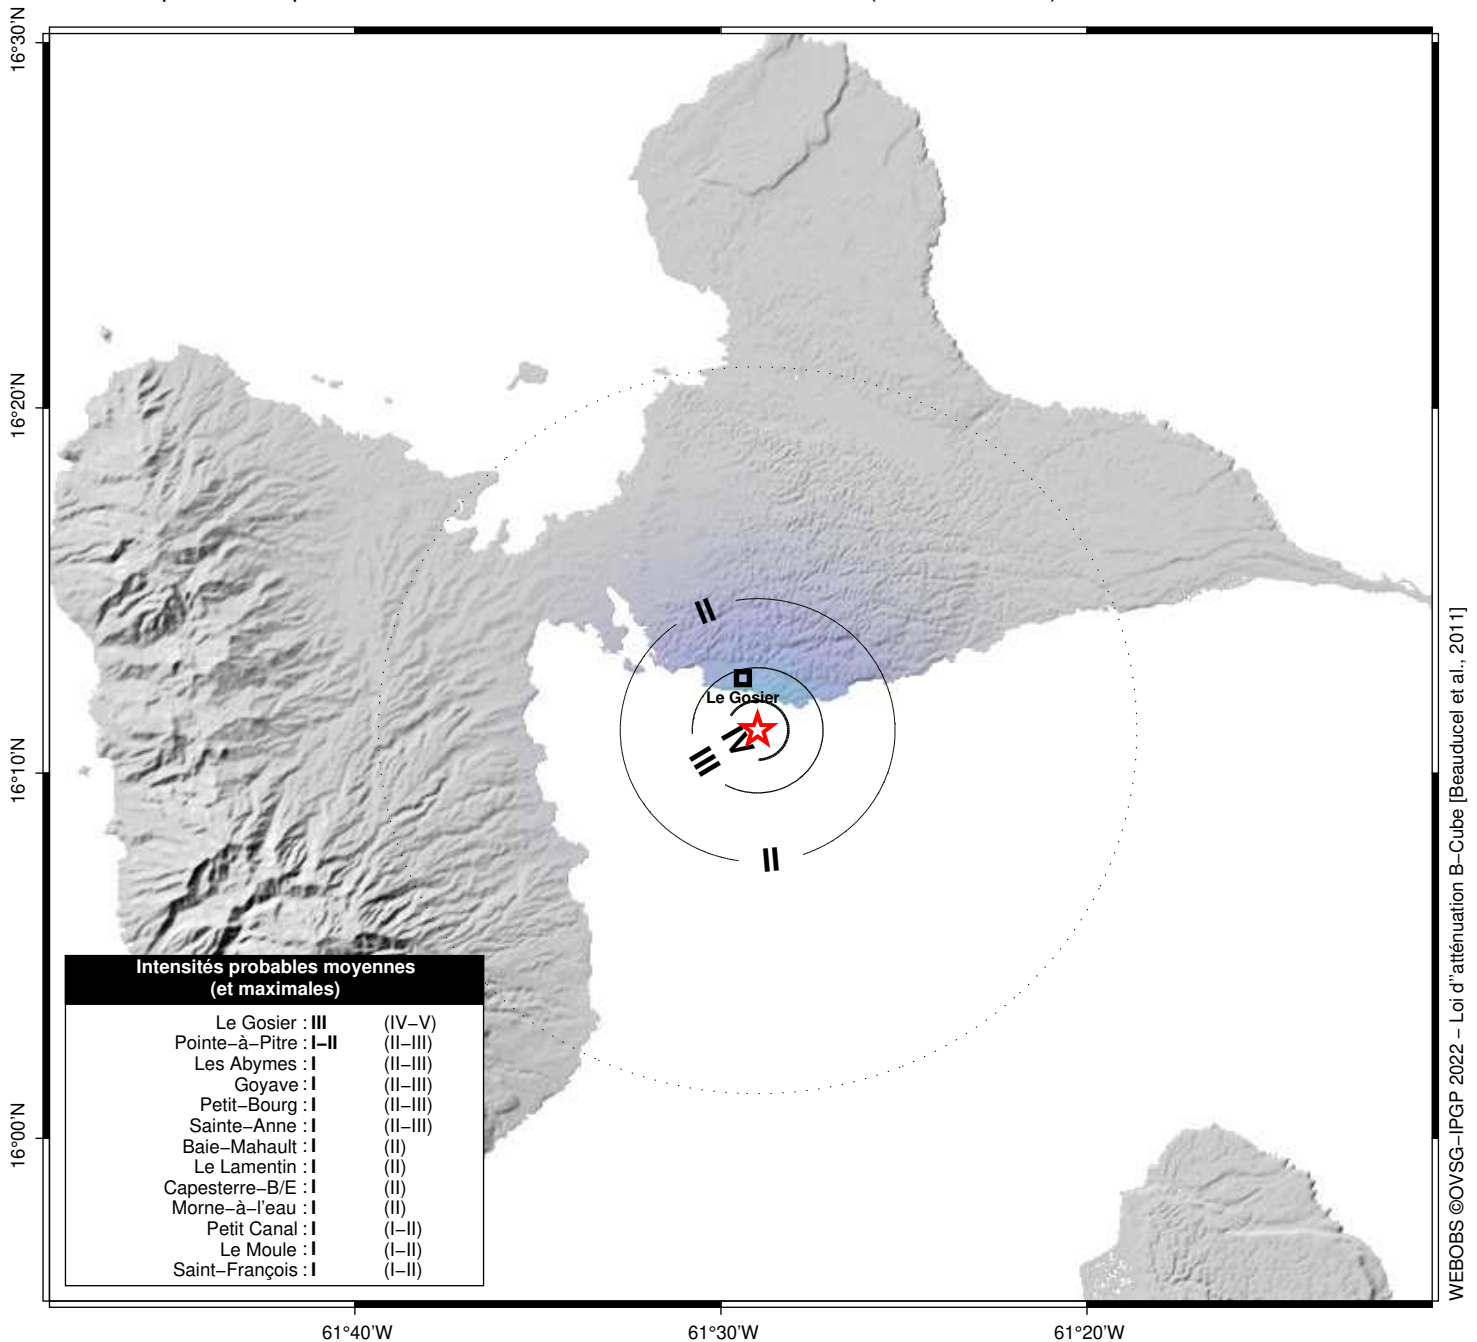 16°30'N
16°20'N
16°10'N
16°00'N
II
Le Gosier
IV
III
II
Intensités probables moyennes
(et maximales)
Le Gosier : III (IV–V)
Pointe–à–Pitre : I–II (II–III)
Les Abymes : I (II–III)
Goyave : I (II–III)
Petit–Bourg : I (II–III)
Sainte–Anne : I (II–III)
Baie–Mahault : I (II)
Le Lamentin : I (II)
Capesterre–B/E : I (II)
Morne–à–l'eau : I (II)
Petit Canal : I (I–II)
Le Moule : I (I–II)
Saint–François : I (I–II)
61°40'W
61°30'W
61°20'W
WEBOBS ©OVSG–IPGP 2022 – Loi d''atténuation B–Cube [Beauducel et al., 2011]